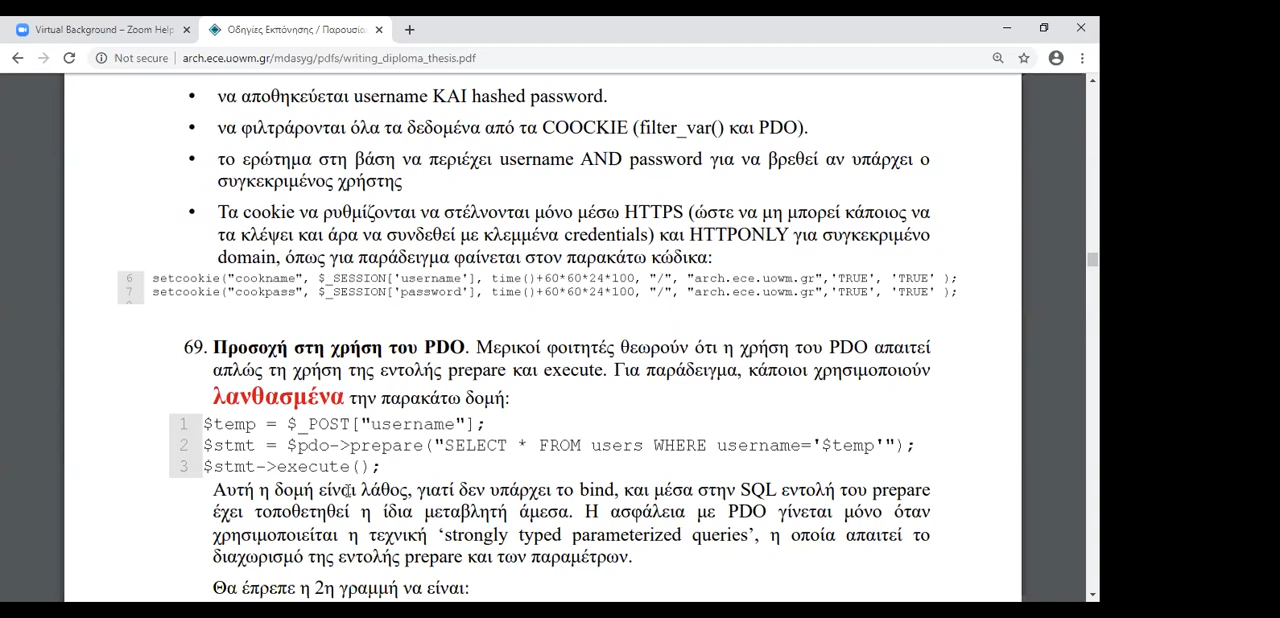 Virtual Background – Zoom Help
Οδηγίες Εκπόνησης / Παρουσία
Not secure | arch.ece.uowm.gr/mdasyg/pdfs/writing_diploma_thesis.pdf
• να αποθηκεύεται username ΚΑΙ hashed password.
• να φιλτράρονται όλα τα δεδομένα από τα COOCKIE (filter_var() και PDO).
• το ερώτημα στη βάση να περιέχει username AND password για να βρεθεί αν υπάρχει ο
συγκεκριμένος χρήστης
• Τα cookie να ρυθμίζονται να στέλνονται μόνο μέσω HTTPS (ώστε να μη μπορεί κάποιος να
τα κλέψει και άρα να συνδεθεί με κλεμμένα credentials) και HTTPONLY για συγκεκριμένο
domain, όπως για παράδειγμα φαίνεται στον παρακάτω κώδικα:
6 setcookie("cookname", $_SESSION['username'], time()+60*60*24*100, "/", "arch.ece.uowm.gr",'TRUE', 'TRUE' );
7 setcookie("cookpass", $_SESSION['password'], time()+60*60*24*100, "/", "arch.ece.uowm.gr",'TRUE', 'TRUE' );
69. Προσοχή στη χρήση του PDO. Μερικοί φοιτητές θεωρούν ότι η χρήση του PDO απαιτεί
απλώς τη χρήση της εντολής prepare και execute. Για παράδειγμα, κάποιοι χρησιμοποιούν
λανθασμένα την παρακάτω δομή:
1 $temp = $_POST["username"];
2 $stmt = $pdo->prepare("SELECT * FROM users WHERE username='$temp'");
3 $stmt->execute();
Αυτή η δομή είναι λάθος, γιατί δεν υπάρχει το bind, και μέσα στην SQL εντολή του prepare
έχει τοποθετηθεί η ίδια μεταβλητή άμεσα. Η ασφάλεια με PDO γίνεται μόνο όταν
χρησιμοποιείται η τεχνική ‘strongly typed parameterized queries’, η οποία απαιτεί το
διαχωρισμό της εντολής prepare και των παραμέτρων.
Θα έπρεπε η 2η γραμμή να είναι: